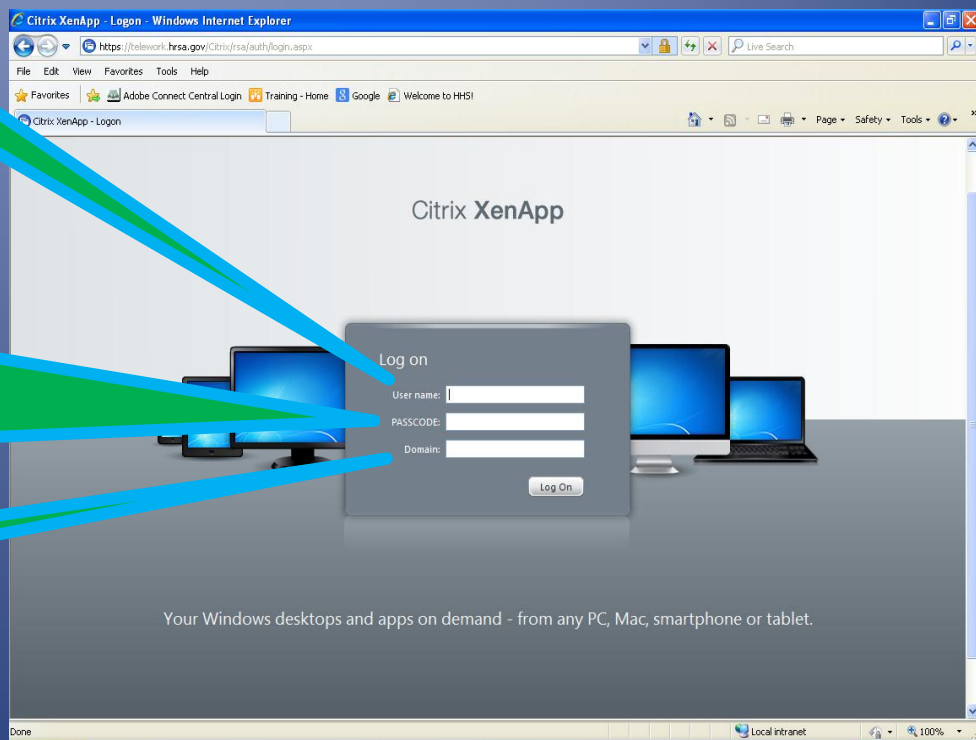 Citrix XenApp - Logon - Windows Internet Explorer
https://telework.hrsa.gov/Citrix/rsa/auth/login.aspx
Live Search
File Edit View Favorites Tools Help
Favorites Adobe Connect Central Login Training - Home Google Welcome to HHS!
Citrix XenApp - Logon
Page Safety Tools
Citrix XenApp
Log on
User name:
PASSCODE:
Domain:
Log On
Your Windows desktops and apps on demand - from any PC, Mac, smartphone or tablet.
Done Local intranet 100%